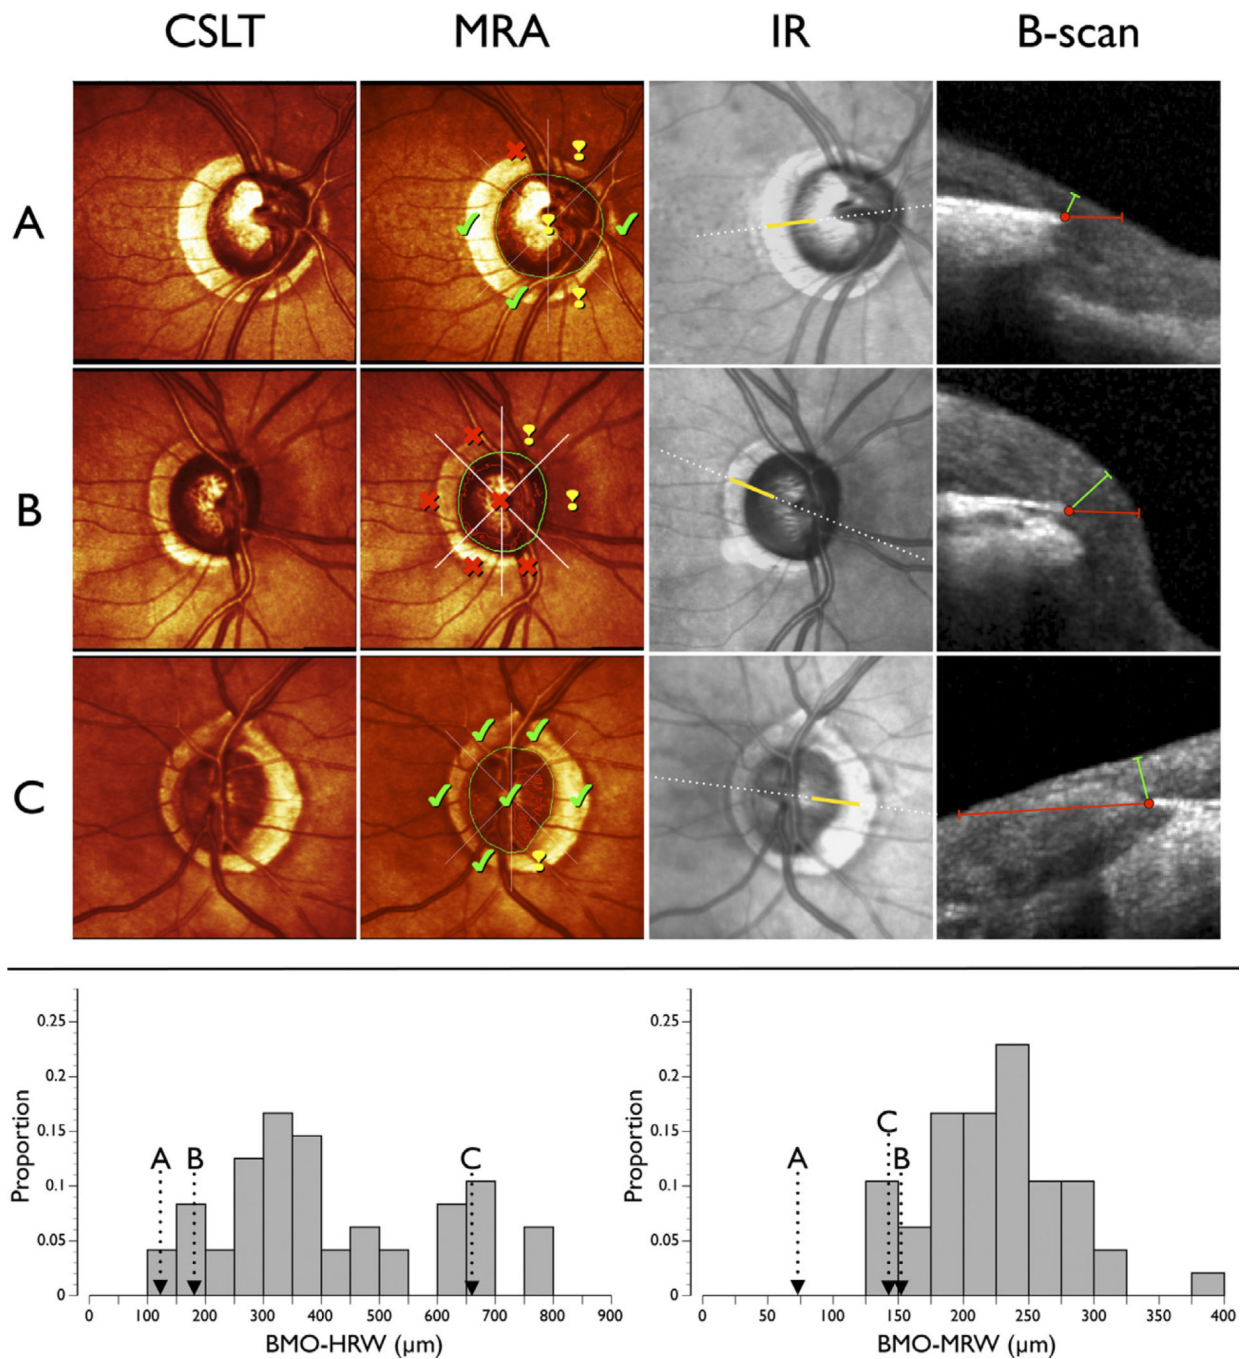 CSLT MRA IR B-scan
A
B
C
0.25
0.2
0.15
0.1
0.05
0
Proportion
A B C
0 100 200 300 400 500 600 700 800 900
BMO-HRW (µm)
0.25
0.2
0.15
0.1
0.05
0
Proportion
A C B
0 50 100 150 200 250 300 350 400
BMO-MRW (µm)